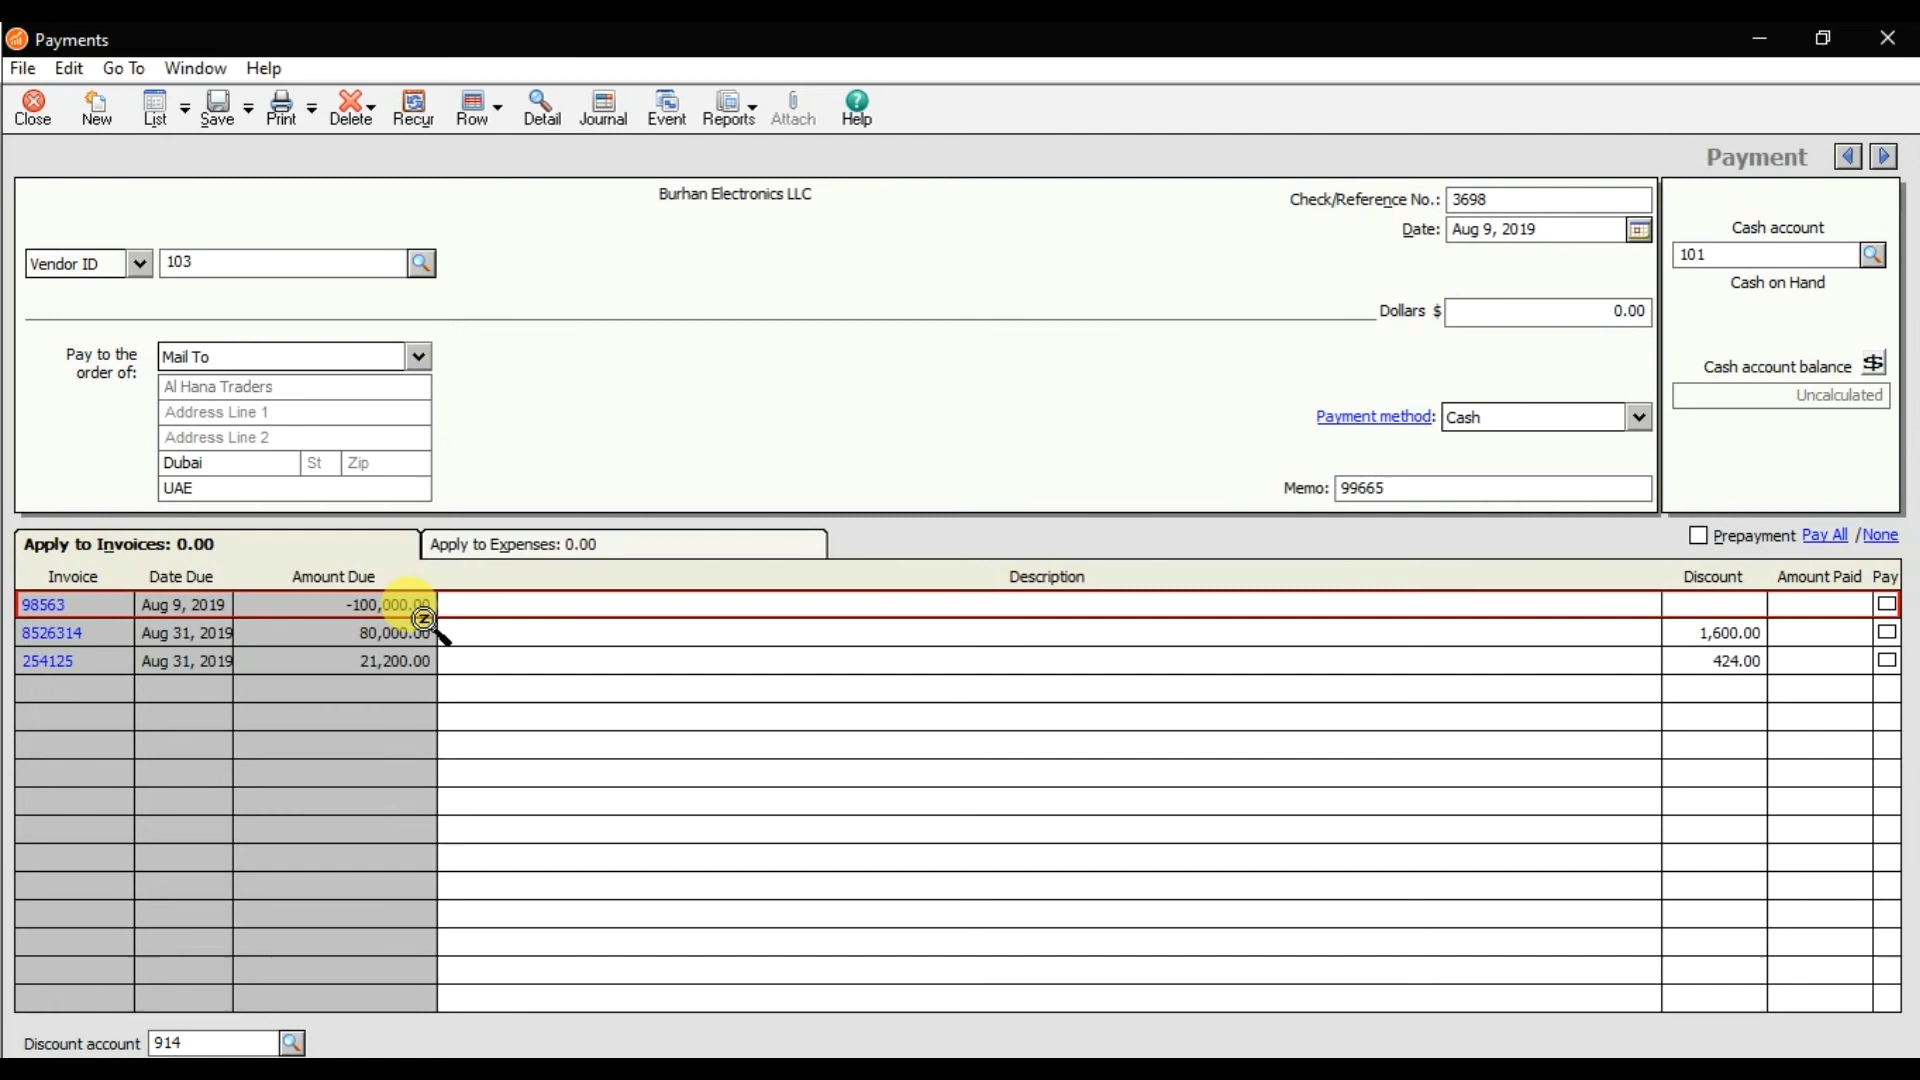 Payments
File Edit Go To Window Help
Close New List Save Print Delete Recur Row Detail Journal Event Reports Attach Help
Payment
Burhan Electronics LLC
Check/Reference No.: 3698
Date: Aug 9, 2019
Vendor ID 103
Dollars $ 0.00
Pay to the order of:
Mail To
Al Hana Traders
Address Line 1
Address Line 2
Dubai St Zip
UAE
Payment method: Cash
Memo: 99665
Cash account
101
Cash on Hand
Cash account balance $
Uncalculated
Apply to Invoices: 0.00 Apply to Expenses: 0.00
Prepayment Pay All / None
Invoice Date Due Amount Due Description Discount Amount Paid Pay
98563 Aug 9, 2019 -100,000.00
8526314 Aug 31, 2019 80,000.00 1,600.00
254125 Aug 31, 2019 21,200.00 424.00
Discount account 914